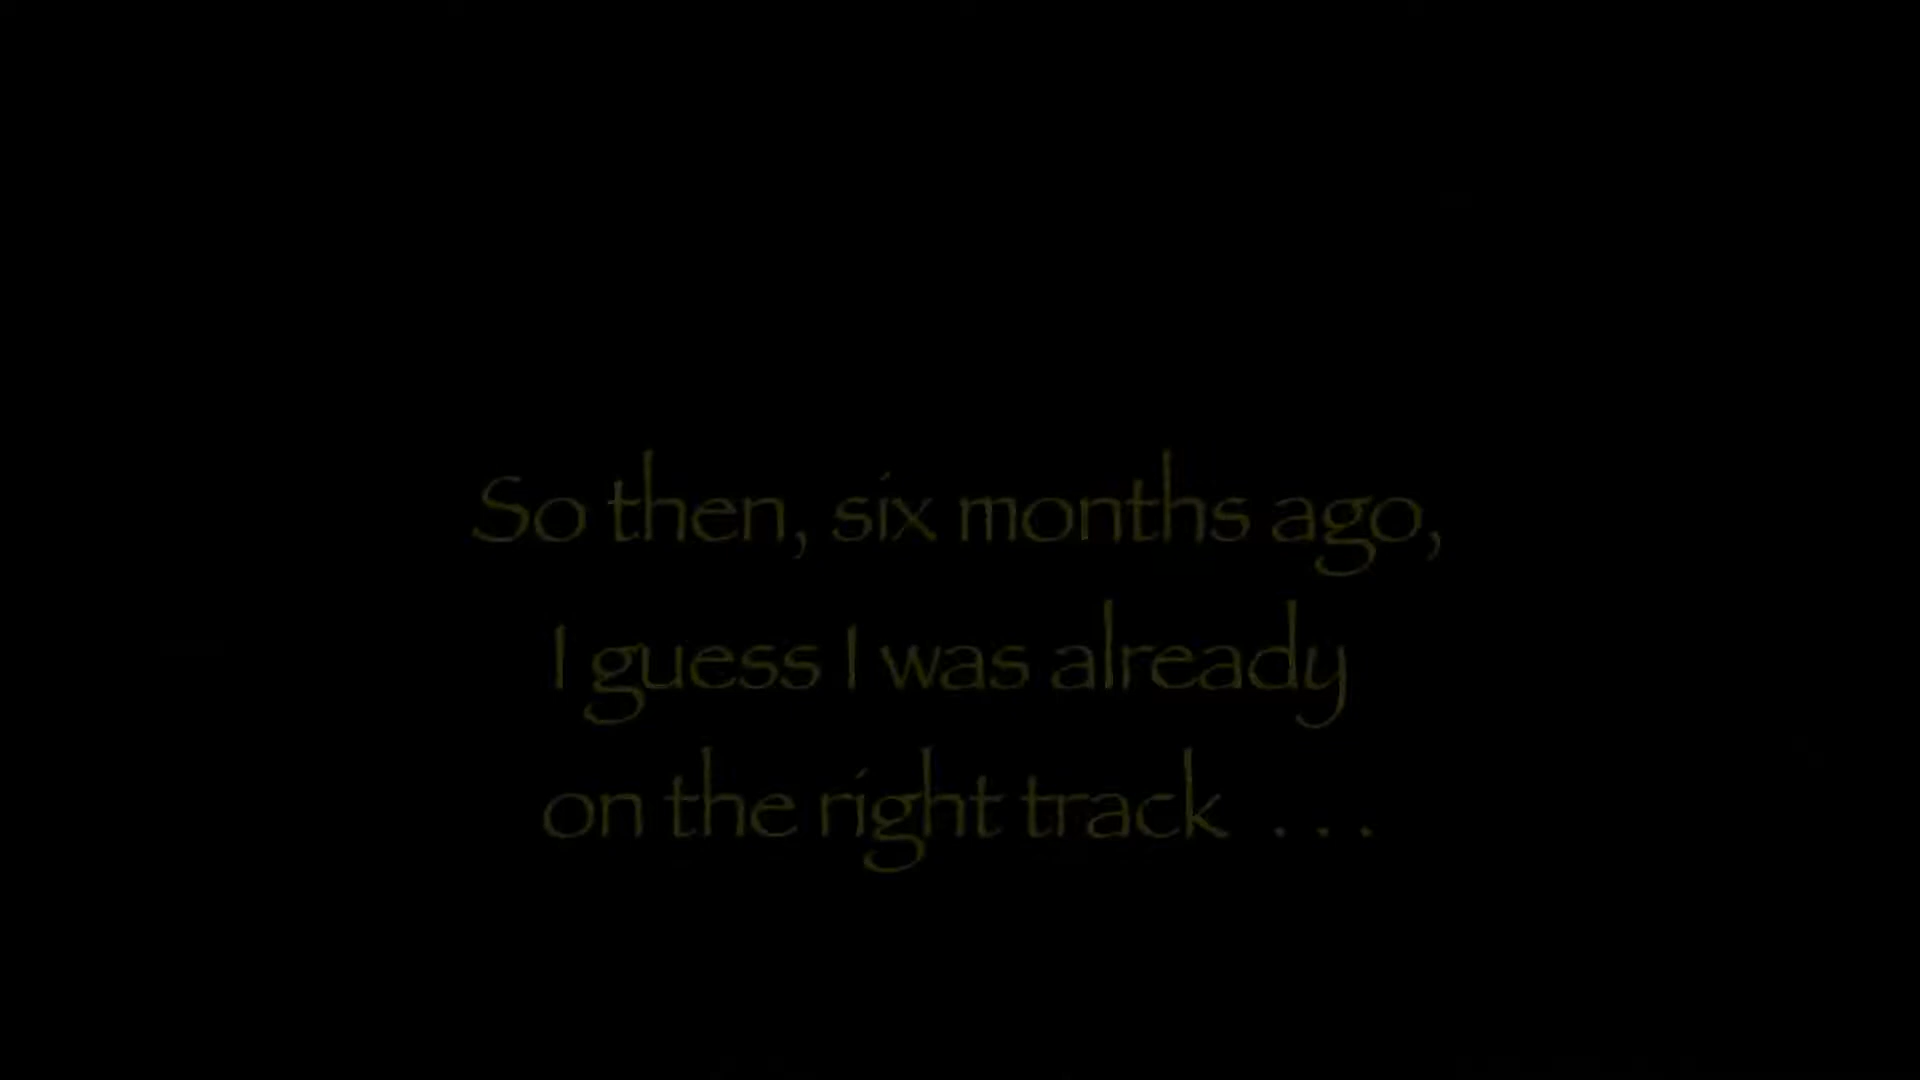 So then, six months ago,
I guess I was already
on the right track . . .